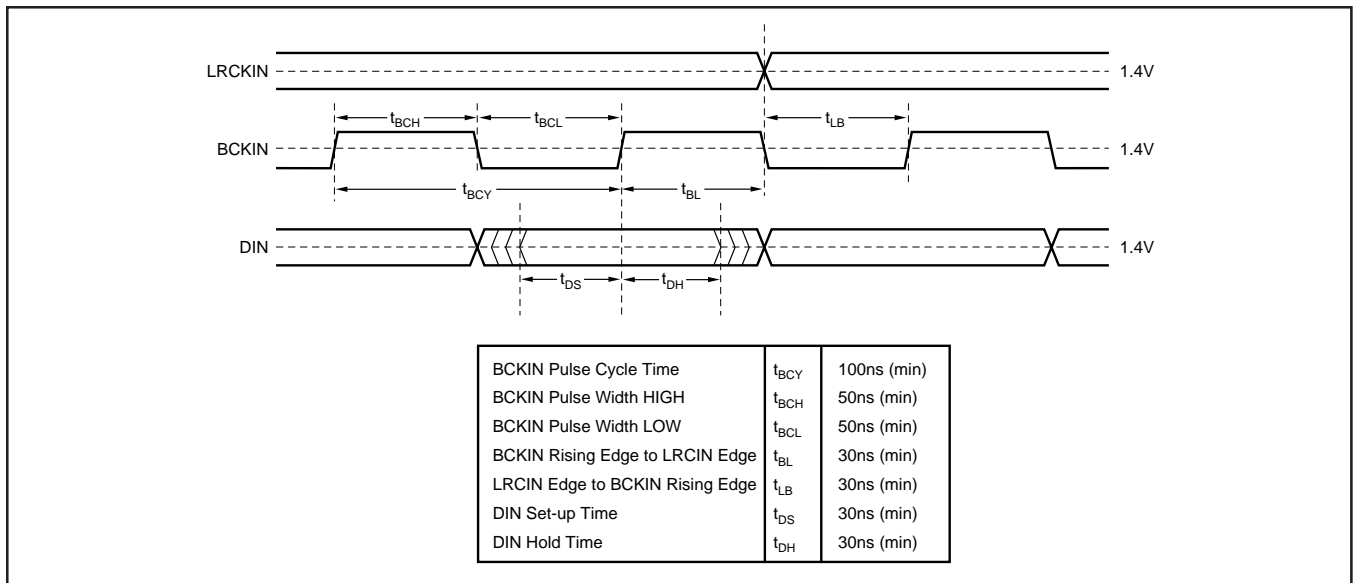 LRCKIN
1.4V
tBCH
tBCL
tLB
BCKIN
1.4V
tBCY
tBL
DIN
1.4V
tDS
tDH
BCKIN Pulse Cycle Time tBCY 100ns (min)
BCKIN Pulse Width HIGH tBCH 50ns (min)
BCKIN Pulse Width LOW tBCL 50ns (min)
BCKIN Rising Edge to LRCIN Edge tBL 30ns (min)
LRCIN Edge to BCKIN Rising Edge tLB 30ns (min)
DIN Set-up Time tDS 30ns (min)
DIN Hold Time tDH 30ns (min)